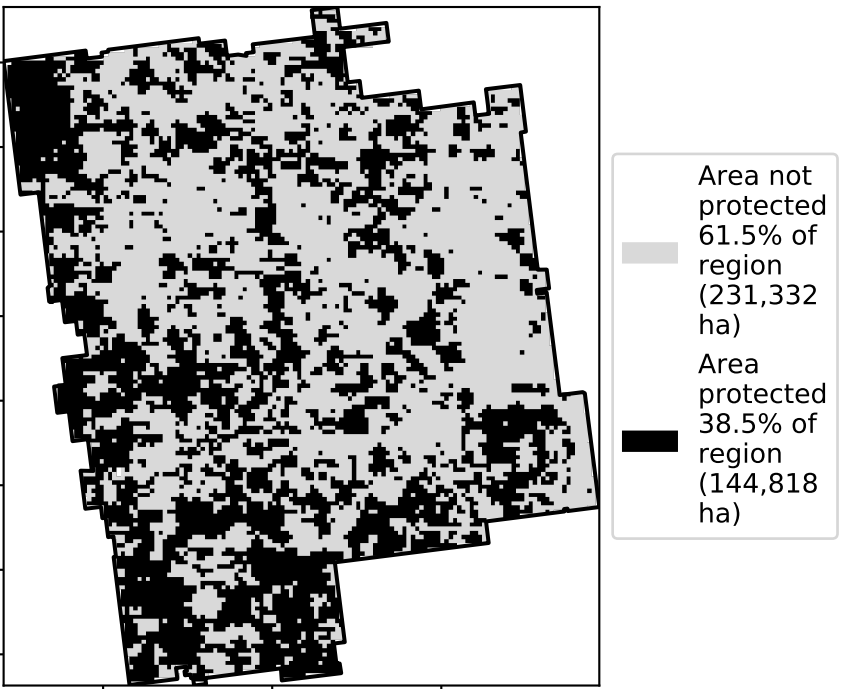 Area not
protected
61.5% of
region
(231,332
ha)
Area
protected
38.5% of
region
(144,818
ha)